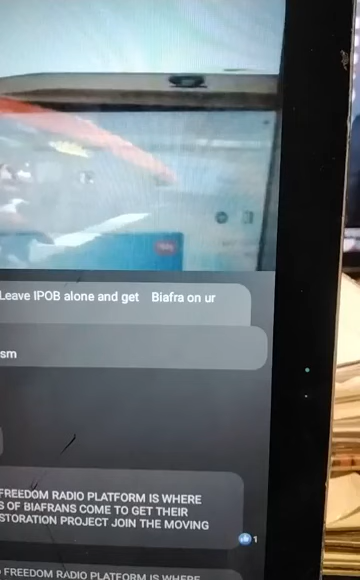 Leave IPOB alone and get Biafra on ur
sm
FREEDOM RADIO PLATFORM IS WHERE
S OF BIAFRANS COME TO GET THEIR
STORATION PROJECT JOIN THE MOVING
1
FREEDOM RADIO PLATFORM IS WHERE